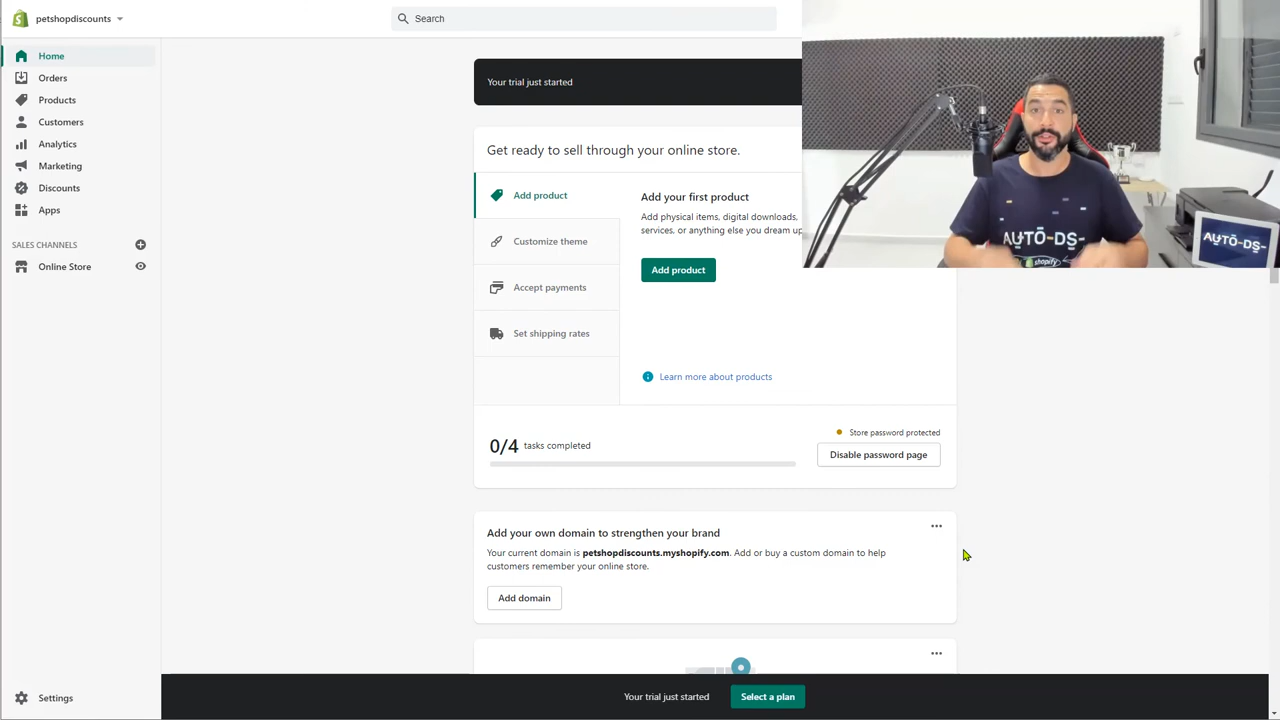 petshopdiscounts
Search
Home
Orders
Products
Customers
Analytics
Marketing
Discounts
Apps
SALES CHANNELS
Online Store
Settings
Your trial just started
Get ready to sell through your online store.
Add product
Customize theme
Accept payments
Set shipping rates
Add your first product
Add physical items, digital downloads,
services, or anything else you dream up
Add product
Learn more about products
0/4 tasks completed
Store password protected
Disable password page
Add your own domain to strengthen your brand
Your current domain is petshopdiscounts.myshopify.com. Add or buy a custom domain to help
customers remember your online store.
Add domain
Your trial just started
Select a plan
AUTO-DS-
shopify
AUTO-DS-